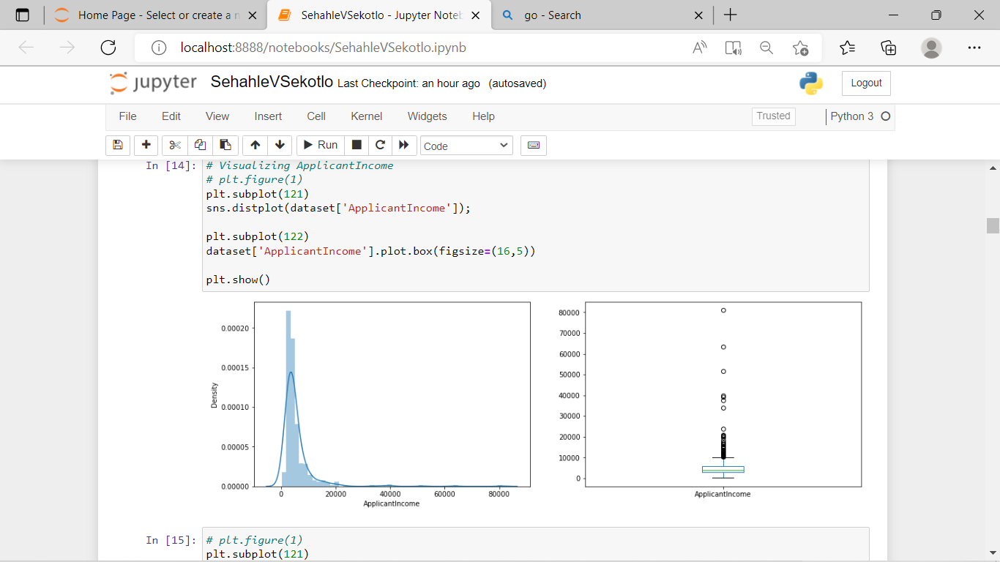 Home Page - Select or create a n
SehahleVSekotlo - Jupyter Noteb
go - Search
localhost:8888/notebooks/SehahleVSekotlo.ipynb
jupyter SehahleVSekotlo Last Checkpoint: an hour ago (autosaved)
Logout
File Edit View Insert Cell Kernel Widgets Help
Trusted
Python 3
Run
Code
In [14]: # Visualizing ApplicantIncome
# plt.figure(1)
plt.subplot(121)
sns.distplot(dataset['ApplicantIncome']);
plt.subplot(122)
dataset['ApplicantIncome'].plot.box(figsize=(16,5))
plt.show()
0.00020
0.00015
0.00010
0.00005
0.00000
Density
0 20000 40000 60000 80000
ApplicantIncome
80000
70000
60000
50000
40000
30000
20000
10000
0
ApplicantIncome
In [15]: # plt.figure(1)
plt.subplot(121)